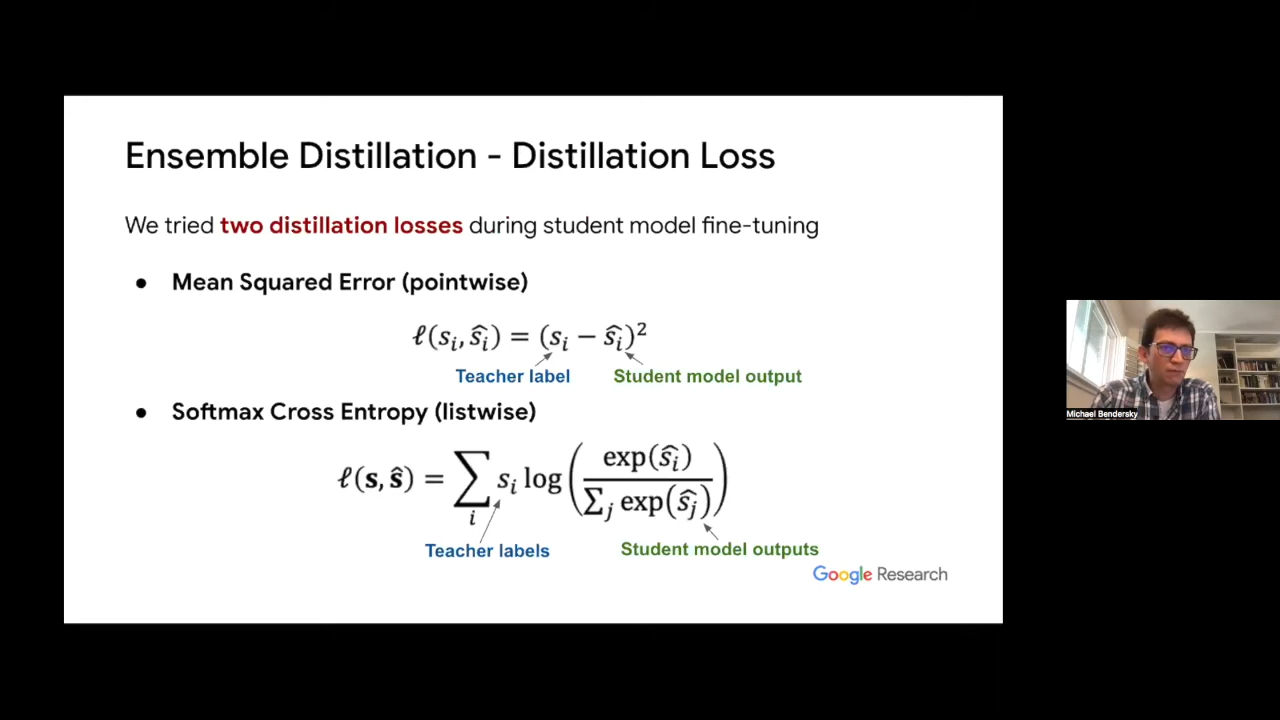 Ensemble Distillation - Distillation Loss
We tried two distillation losses during student model fine-tuning
● Mean Squared Error (pointwise)
ℓ(sᵢ, ŝᵢ) = (sᵢ − ŝᵢ)²
Teacher label Student model output
● Softmax Cross Entropy (listwise)
ℓ(𝐬, 𝐬̂) = ∑ᵢ sᵢ log(exp(ŝᵢ) / ∑ⱼ exp(ŝⱼ))
Teacher labels Student model outputs
Google Research
Michael Bendersky